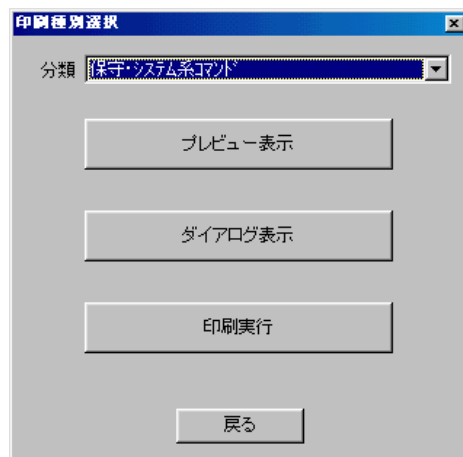 印刷種別選択
分類 保守・システム系コマンド
プレビュー表示
ダイアログ表示
印刷実行
戻る